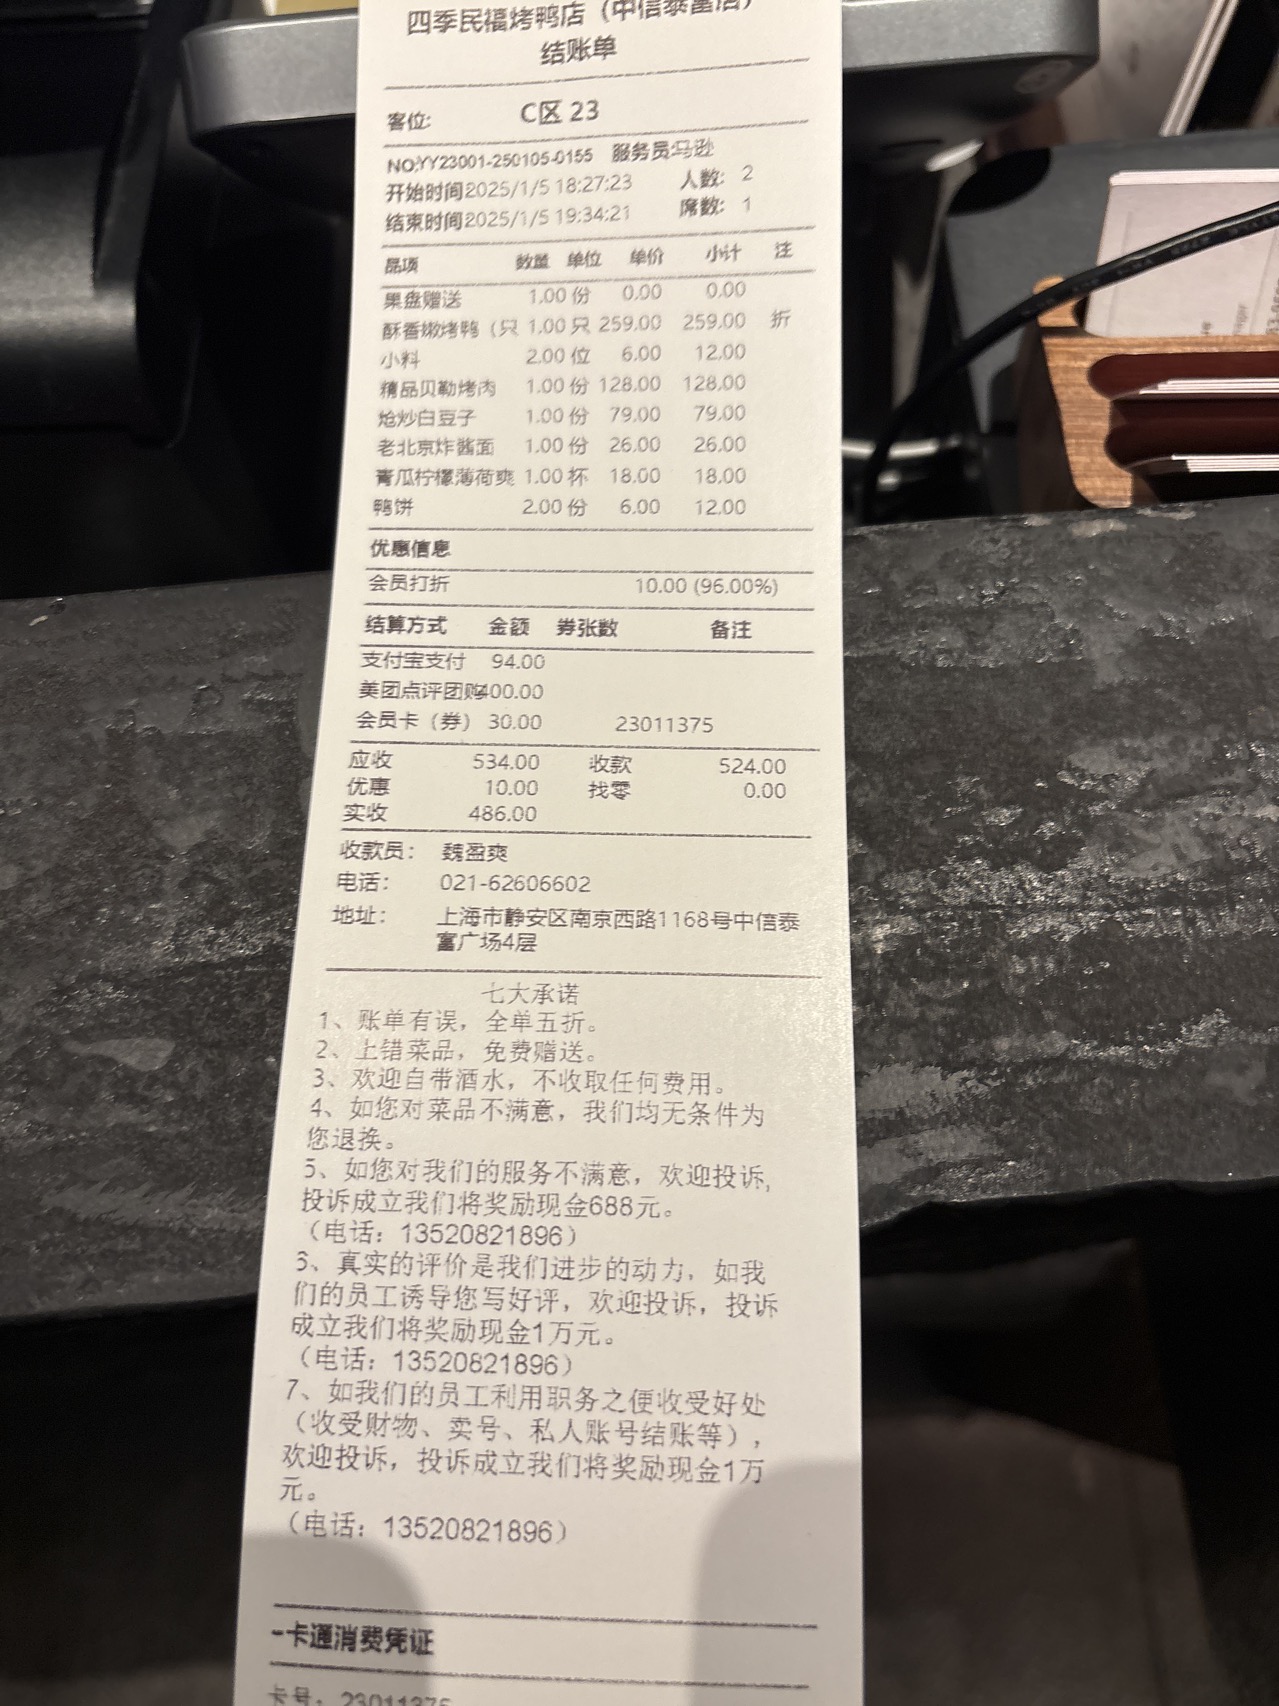 四季民福烤鸭店（中信泰富店）
结账单
客位: C区 23
NO:YY23001-250105-0155 服务员:马逊
开始时间2025/1/5 18:27:23 人数: 2
结束时间2025/1/5 19:34:21 席数: 1
品项 数量 单位 单价 小计 注
果盘赠送 1.00 份 0.00 0.00
酥香嫩烤鸭（只 1.00 只 259.00 259.00 折
小料 2.00 位 6.00 12.00
精品贝勒烤肉 1.00 份 128.00 128.00
炝炒白豆子 1.00 份 79.00 79.00
老北京炸酱面 1.00 份 26.00 26.00
青瓜柠檬薄荷爽 1.00 杯 18.00 18.00
鸭饼 2.00 份 6.00 12.00
优惠信息
会员打折 10.00 (96.00%)
结算方式 金额 券张数 备注
支付宝支付 94.00
美团点评团购400.00
会员卡（券） 30.00 23011375
应收 534.00 收款 524.00
优惠 10.00 找零 0.00
实收 486.00
收款员: 魏盈爽
电话: 021-62606602
地址: 上海市静安区南京西路1168号中信泰
富广场4层
七大承诺
1、账单有误，全单五折。
2、上错菜品，免费赠送。
3、欢迎自带酒水，不收取任何费用。
4、如您对菜品不满意，我们均无条件为
您退换。
5、如您对我们的服务不满意，欢迎投诉,
投诉成立我们将奖励现金688元。
（电话：13520821896）
6、真实的评价是我们进步的动力，如我
们的员工诱导您写好评，欢迎投诉，投诉
成立我们将奖励现金1万元。
（电话：13520821896）
7、如我们的员工利用职务之便收受好处
（收受财物、卖号、私人账号结账等），
欢迎投诉，投诉成立我们将奖励现金1万
元。
（电话：13520821896）
一卡通消费凭证
卡号: 23011375